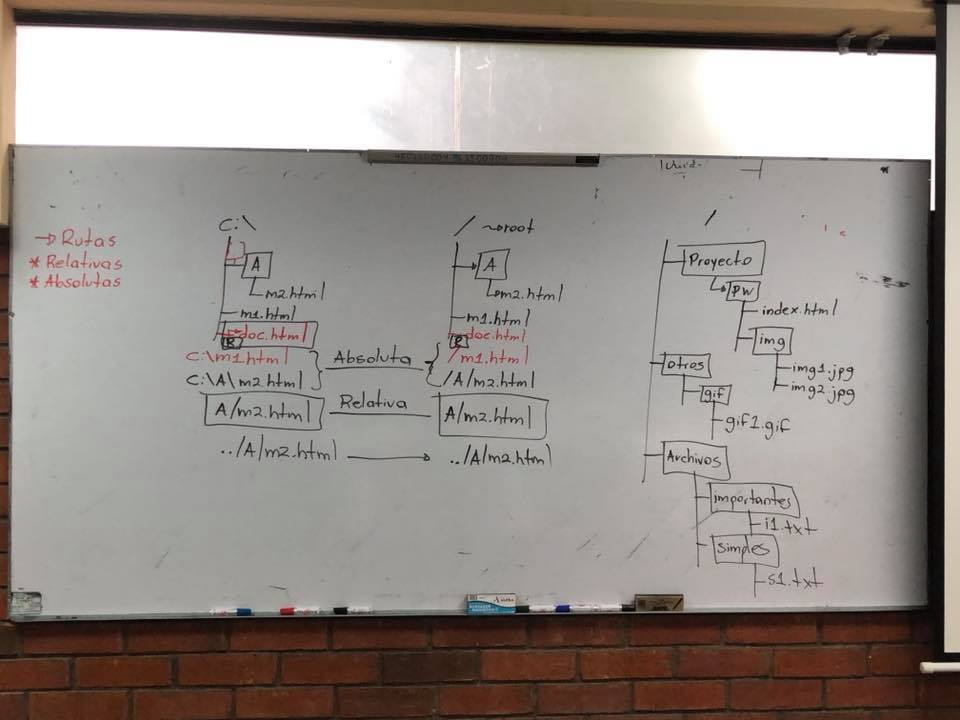 → Rutas
* Relativas
* Absolutas
C:\
A
m2.html
m1.html
doc.html
R
C:\m1.html
C:\A\m2.html
A/m2.html
../A/m2.html
Absoluta
Relativa
/ ~root
A
m2.html
m1.html
doc.html
R
/m1.html
/A/m2.html
A/m2.html
../A/m2.html
/
Proyecto
PW
index.html
img
img1.jpg
img2.jpg
otros
gif
gif1.gif
Archivos
importantes
i1.txt
simples
s1.txt